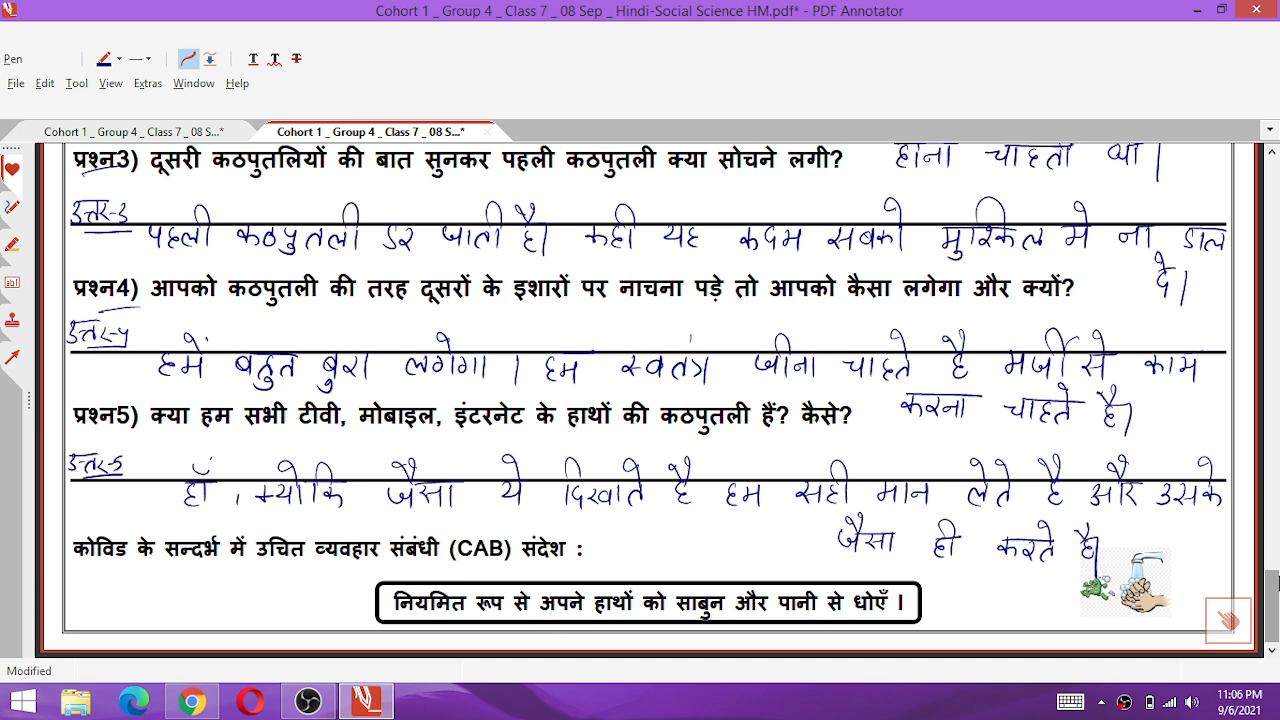 Cohort 1 _ Group 4 _ Class 7 _ 08 Sep _ Hindi-Social Science HM.pdf* - PDF Annotator
Pen
T T T
File Edit Tool View Extras Window Help
Cohort 1 _ Group 4 _ Class 7 _ 08 S...* Cohort 1 _ Group 4 _ Class 7 _ 08 S...*
होना चाहती थी।
प्रश्न3) दूसरी कठपुतलियों की बात सुनकर पहली कठपुतली क्या सोचने लगी?
उत्तर-3
पहली कठपुतली डर जाती है। कही यह कदम सबको मुश्किल मे ना डाल
दे।
प्रश्न4) आपको कठपुतली की तरह दूसरों के इशारों पर नाचना पड़े तो आपको कैसा लगेगा और क्यों?
उत्तर-4
हमें बहुत बुरा लगेगा । हम स्वतंत्र जीना चाहते है मर्जी से काम
करना चाहते है।
प्रश्न5) क्या हम सभी टीवी, मोबाइल, इंटरनेट के हाथों की कठपुतली हैं? कैसे?
उत्तर-5
हाँ , क्योकि जैसा ये दिखाते है हम सही मान लेते है और उसके
जैसा ही करते है।
कोविड के सन्दर्भ में उचित व्यवहार संबंधी (CAB) संदेश :
नियमित रूप से अपने हाथों को साबुन और पानी से धोएँ ।
Modified
11:06 PM
9/6/2021